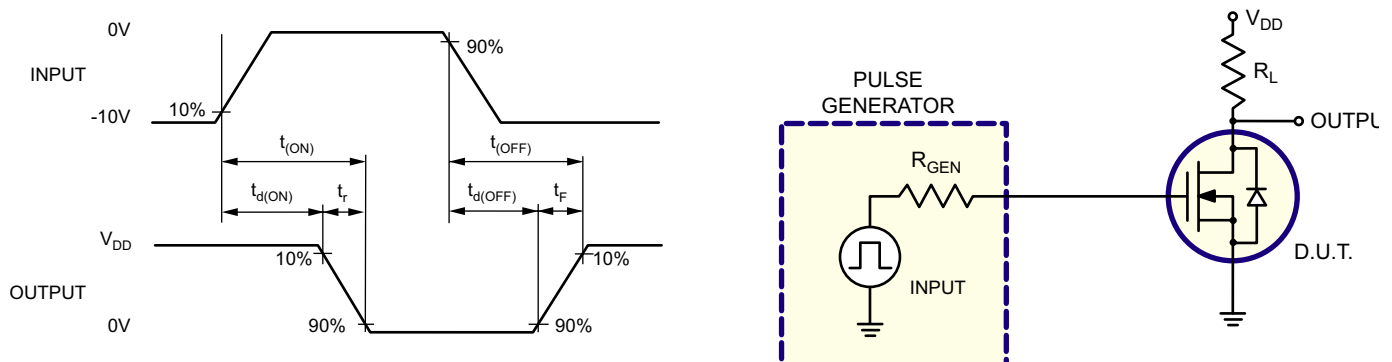 0V
INPUT
-10V
10%
90%
t(ON)
t(OFF)
td(ON)
tr
td(OFF)
tF
VDD
OUTPUT
0V
10%
90%
10%
90%
PULSE
GENERATOR
RGEN
INPUT
VDD
RL
OUTPU
D.U.T.